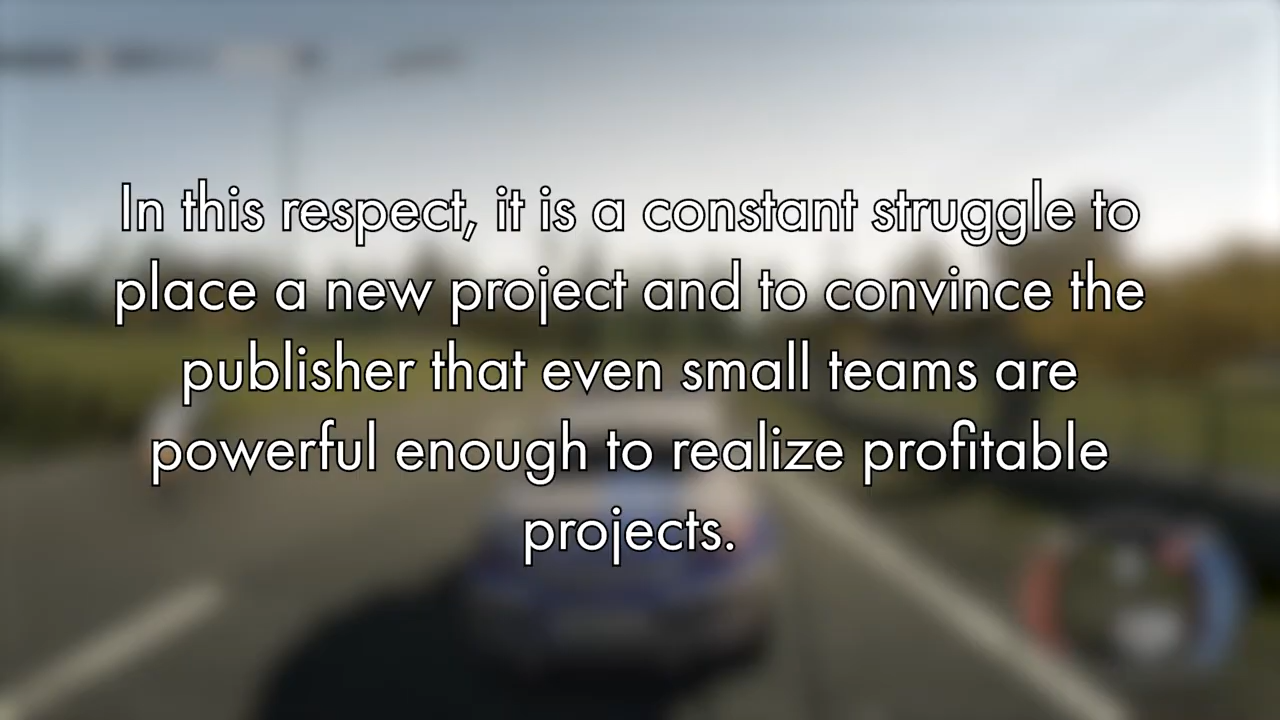 In this respect, it is a constant struggle to
place a new project and to convince the
publisher that even small teams are
powerful enough to realize profitable
projects.